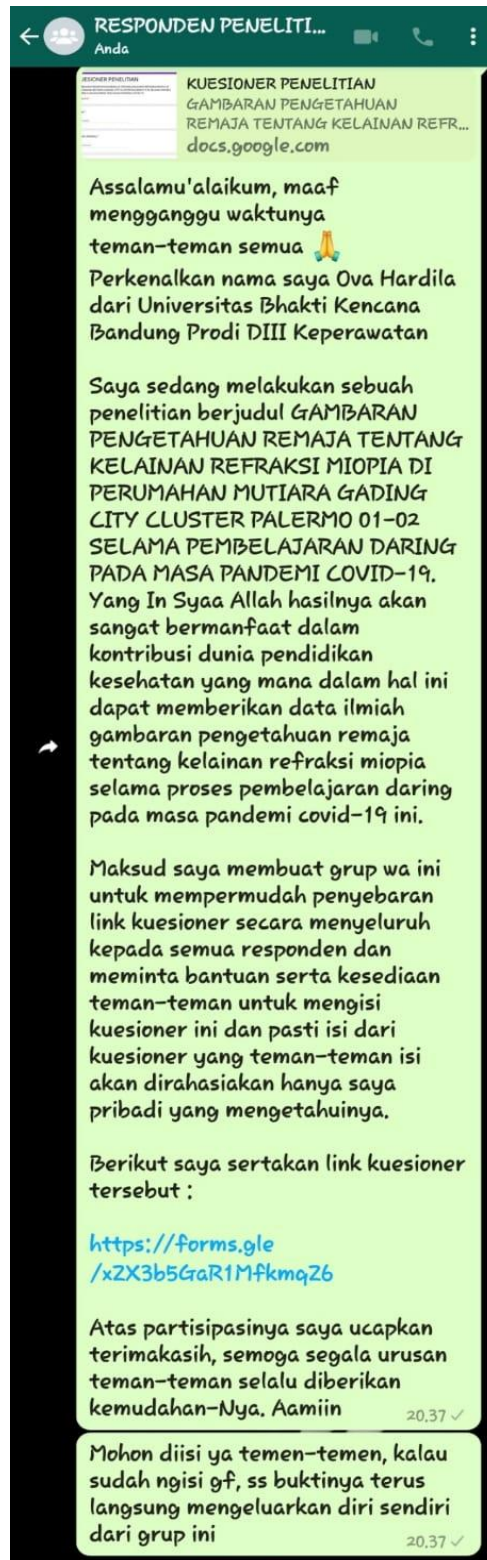 RESPONDEN PENELITI...
Anda
KUESIONER PENELITIAN
GAMBARAN PENGETAHUAN
REMAJA TENTANG KELAINAN REFR...
docs.google.com
Assalamu'alaikum, maaf
mengganggu waktunya
teman-teman semua 🙏
Perkenalkan nama saya Ova Hardila
dari Universitas Bhakti Kencana
Bandung Prodi DIII Keperawatan
Saya sedang melakukan sebuah
penelitian berjudul GAMBARAN
PENGETAHUAN REMAJA TENTANG
KELAINAN REFRAKSI MIOPIA DI
PERUMAHAN MUTIARA GADING
CITY CLUSTER PALERMO 01-02
SELAMA PEMBELAJARAN DARING
PADA MASA PANDEMI COVID-19.
Yang In Syaa Allah hasilnya akan
sangat bermanfaat dalam
kontribusi dunia pendidikan
kesehatan yang mana dalam hal ini
dapat memberikan data ilmiah
gambaran pengetahuan remaja
tentang kelainan refraksi miopia
selama proses pembelajaran daring
pada masa pandemi covid-19 ini.
Maksud saya membuat grup wa ini
untuk mempermudah penyebaran
link kuesioner secara menyeluruh
kepada semua responden dan
meminta bantuan serta kesediaan
teman-teman untuk mengisi
kuesioner ini dan pasti isi dari
kuesioner yang teman-teman isi
akan dirahasiakan hanya saya
pribadi yang mengetahuinya.
Berikut saya sertakan link kuesioner
tersebut :
https://forms.gle
/xZX3b5GaR1Mfkmq26
Atas partisipasinya saya ucapkan
terimakasih, semoga segala urusan
teman-teman selalu diberikan
kemudahan-Nya. Aamiin 20.37
Mohon diisi ya temen-temen, kalau
sudah ngisi gf, ss buktinya terus
langsung mengeluarkan diri sendiri
dari grup ini 20.37